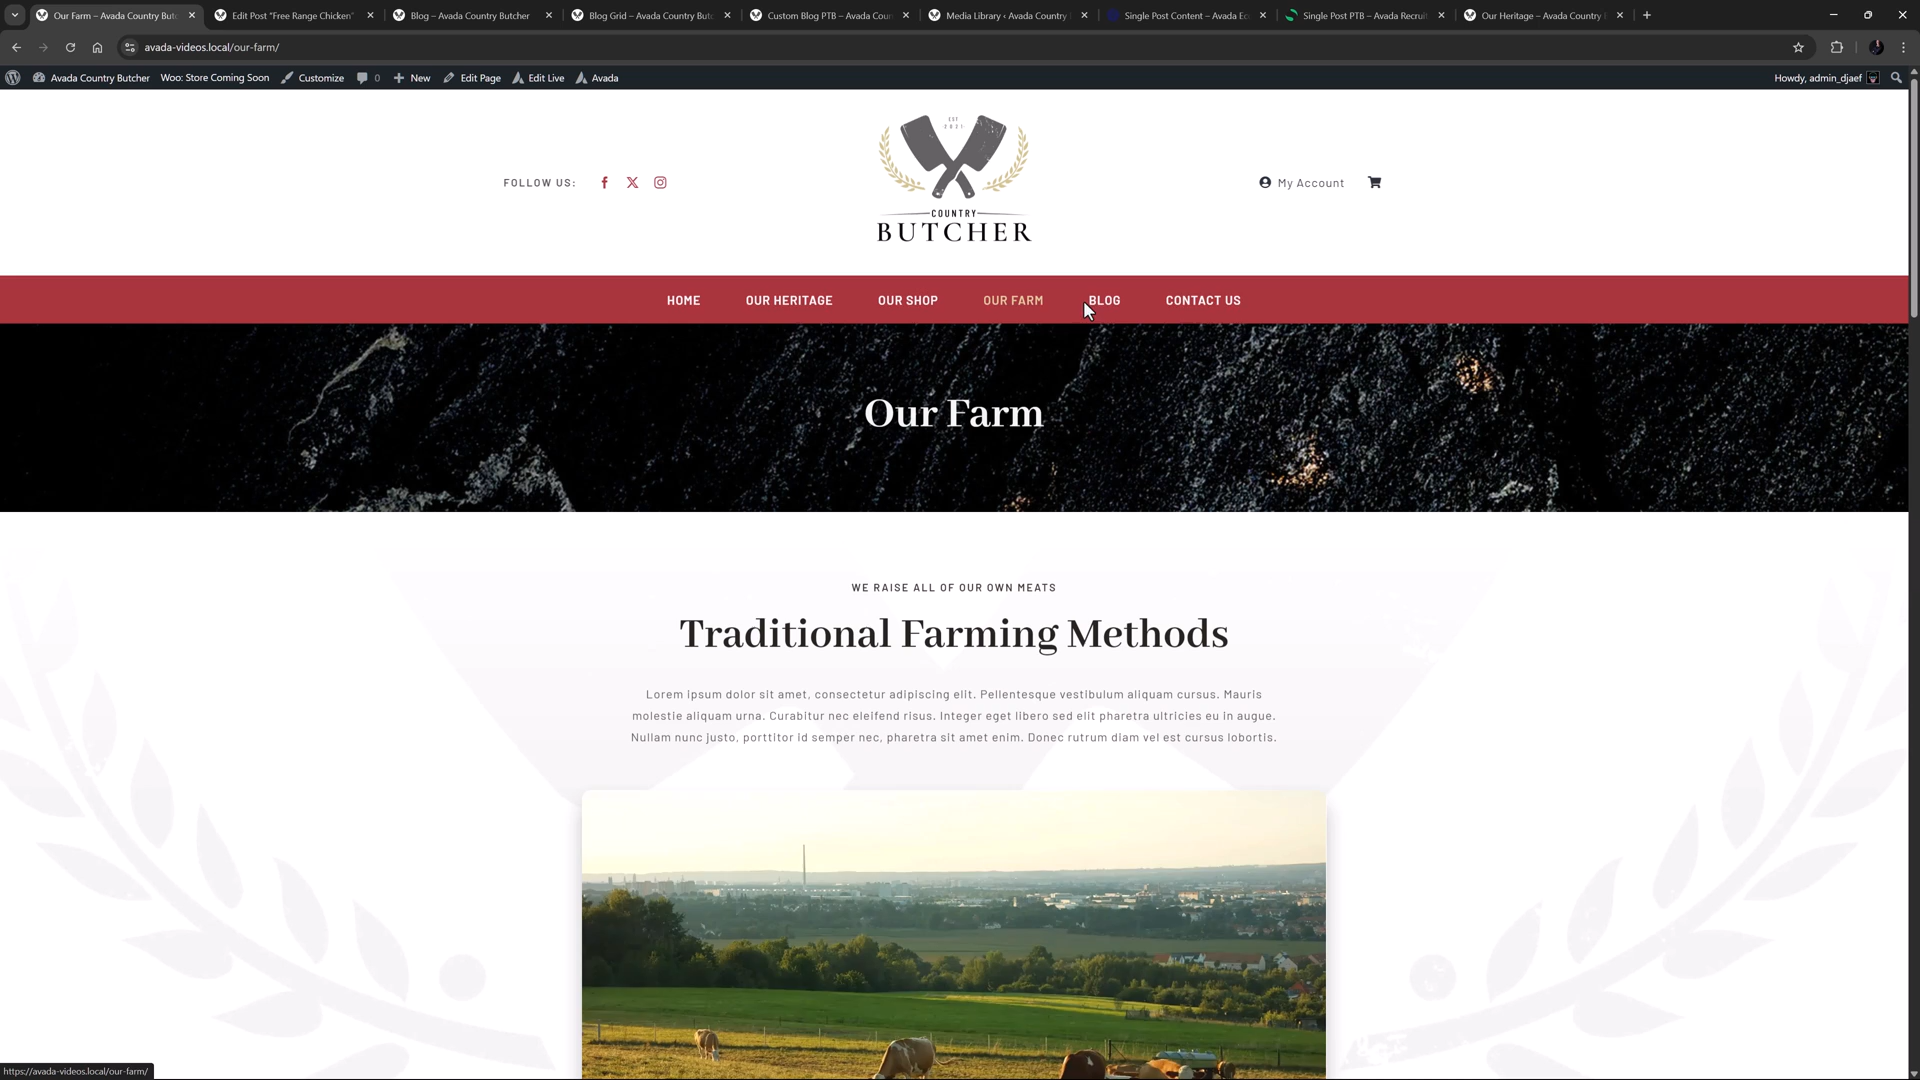 Our Farm – Avada Country Butc
Edit Post "Free Range Chicken"
Blog – Avada Country Butcher
Blog Grid – Avada Country Butc
Custom Blog PTB – Avada Coun
Media Library ‹ Avada Country
Single Post Content – Avada Ec
Single Post PTB – Avada Recruit
Our Heritage – Avada Country
avada-videos.local/our-farm/
Avada Country Butcher
Woo: Store Coming Soon
Customize
0
New
Edit Page
Edit Live
Avada
Howdy, admin_djaef
EST
2021
COUNTRY
BUTCHER
FOLLOW US:
My Account
HOME
OUR HERITAGE
OUR SHOP
OUR FARM
BLOG
CONTACT US
Our Farm
WE RAISE ALL OF OUR OWN MEATS
Traditional Farming Methods
Lorem ipsum dolor sit amet, consectetur adipiscing elit. Pellentesque vestibulum aliquam cursus. Mauris
molestie aliquam urna. Curabitur nec eleifend risus. Integer eget libero sed elit pharetra ultricies eu in augue.
Nullam nunc justo, porttitor id semper nec, pharetra sit amet enim. Donec rutrum diam vel est cursus lobortis.
https://avada-videos.local/our-farm/